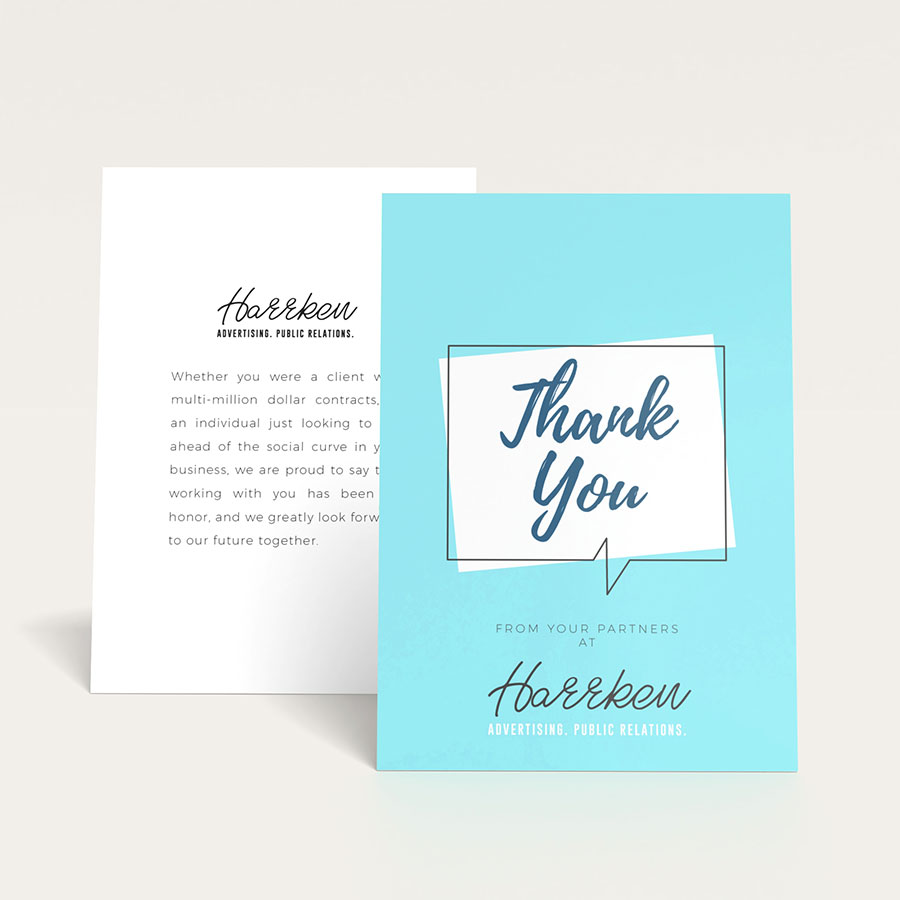 Harrken
ADVERTISING. PUBLIC RELATIONS.
Whether you were a client
multi-million dollar contracts,
an individual just looking to
ahead of the social curve in
business, we are proud to say
working with you has been
honor, and we greatly look
to our future together.
Thank
You
FROM YOUR PARTNERS
AT
Harrken
ADVERTISING. PUBLIC RELATIONS.